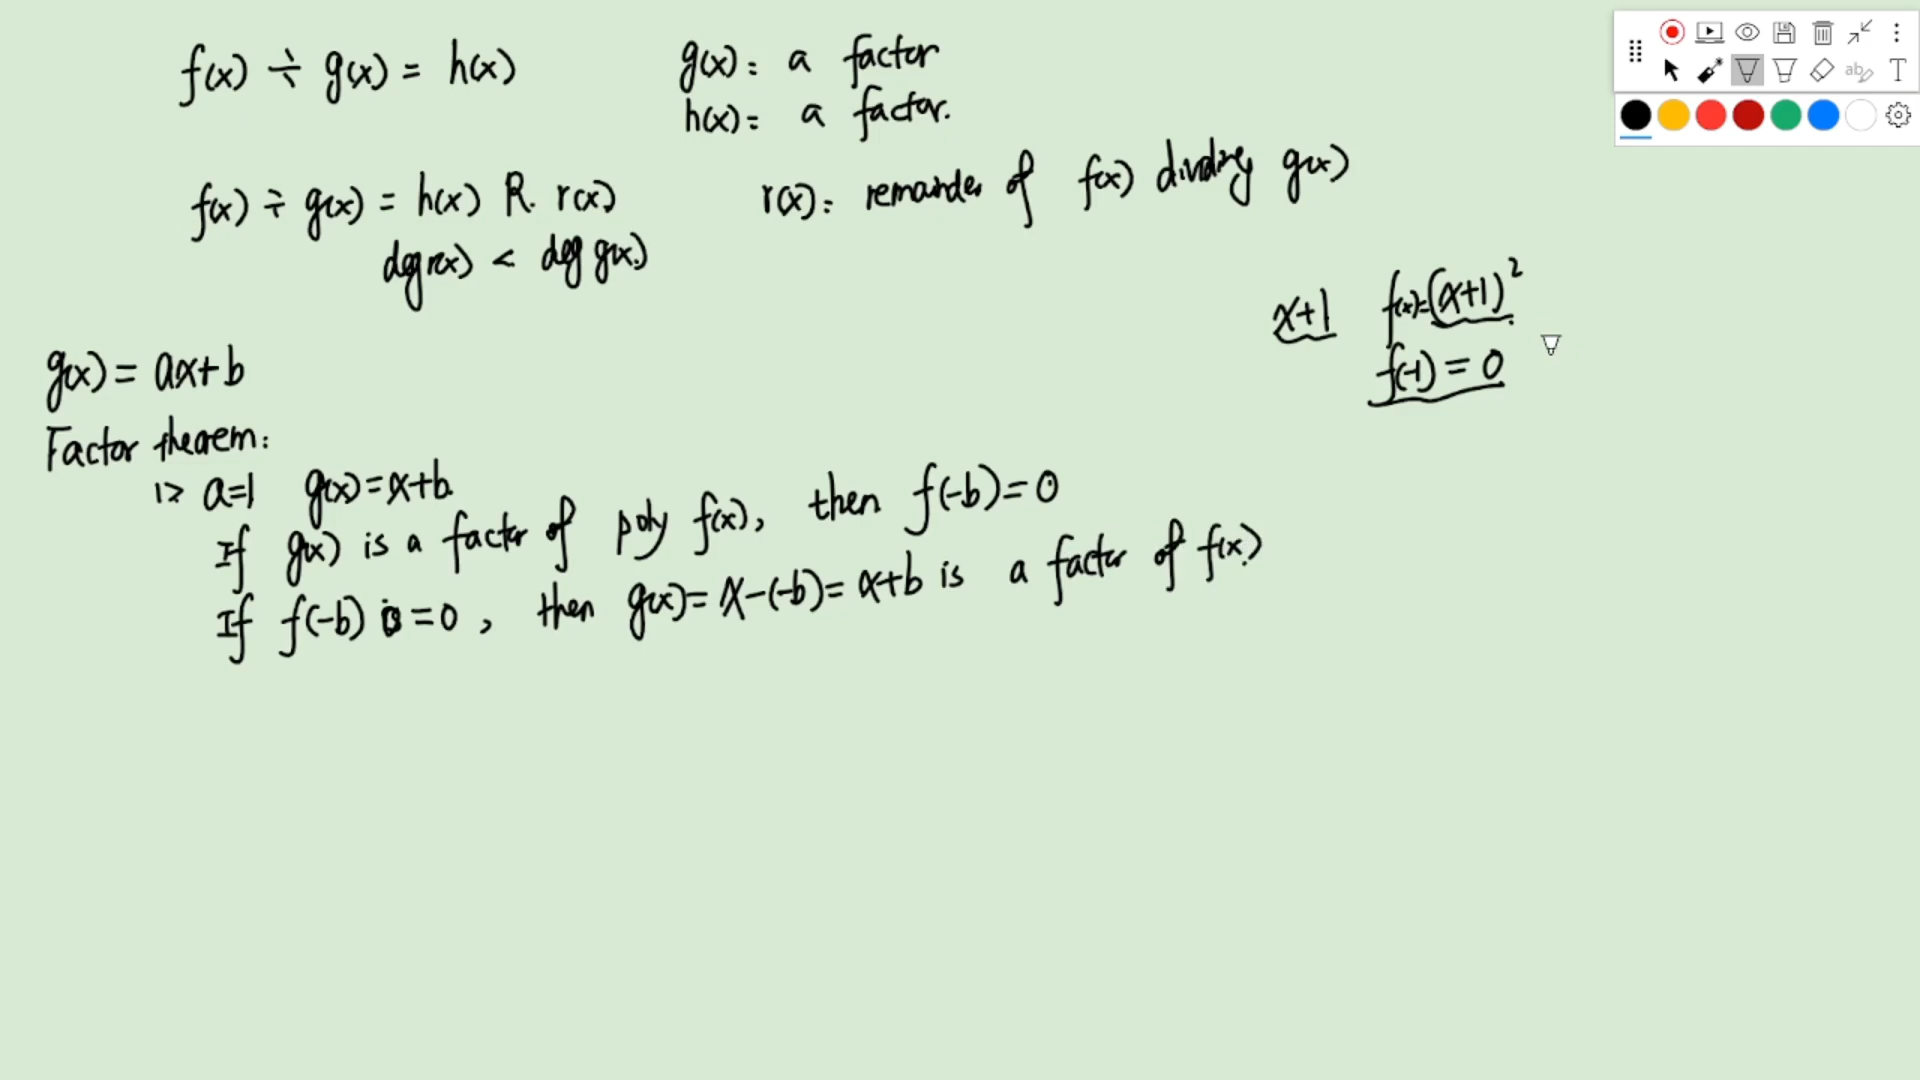 f(x) ÷ g(x) = h(x)
g(x): a factor
h(x): a factor.
f(x) ÷ g(x) = h(x) R. r(x)
r(x): remainder of f(x) dividing g(x)
deg r(x) < deg g(x)
x+1 f(x)=(x+1)²
f(-1) = 0
g(x) = ax+b
Factor theorem:
1> a=1 g(x)=x+b
If g(x) is a factor of poly f(x), then f(-b)=0
If f(-b) =0, then g(x)= x-(-b)= x+b is a factor of f(x)
ab
T